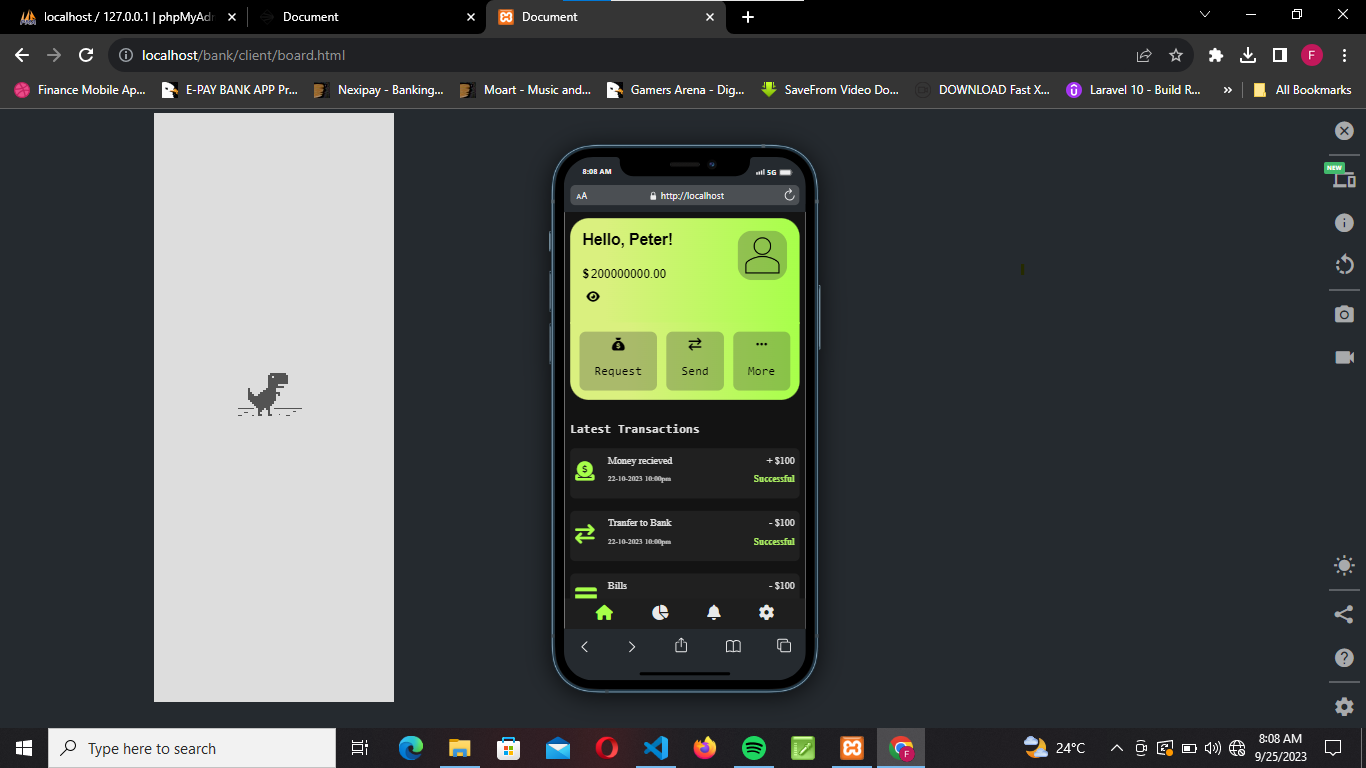 localhost / 127.0.0.1 | phpMyAdr
Document
Document
localhost/bank/client/board.html
F
Finance Mobile Ap...
E-PAY BANK APP Pr...
Nexipay - Banking...
Moart - Music and...
Gamers Arena - Dig...
SaveFrom Video Do...
DOWNLOAD Fast X...
Laravel 10 - Build R...
»
All Bookmarks
NEW
8:08 AM
5G
AA
http://localhost
Hello, Peter!
$200000000.00
Request
Send
More
Latest Transactions
Money recieved
+ $100
22-10-2023 10:00pm
Successful
Tranfer to Bank
- $100
22-10-2023 10:00pm
Successful
Bills
- $100
Type here to search
24°C
8:08 AM
9/25/2023